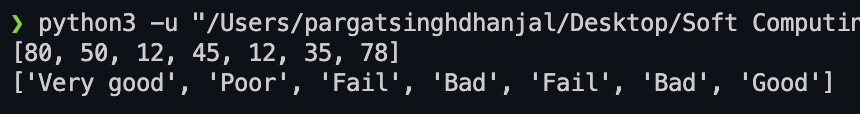 ❯ python3 -u "/Users/pargatsinghdhanjal/Desktop/Soft Computin
[80, 50, 12, 45, 12, 35, 78]
['Very good', 'Poor', 'Fail', 'Bad', 'Fail', 'Bad', 'Good']